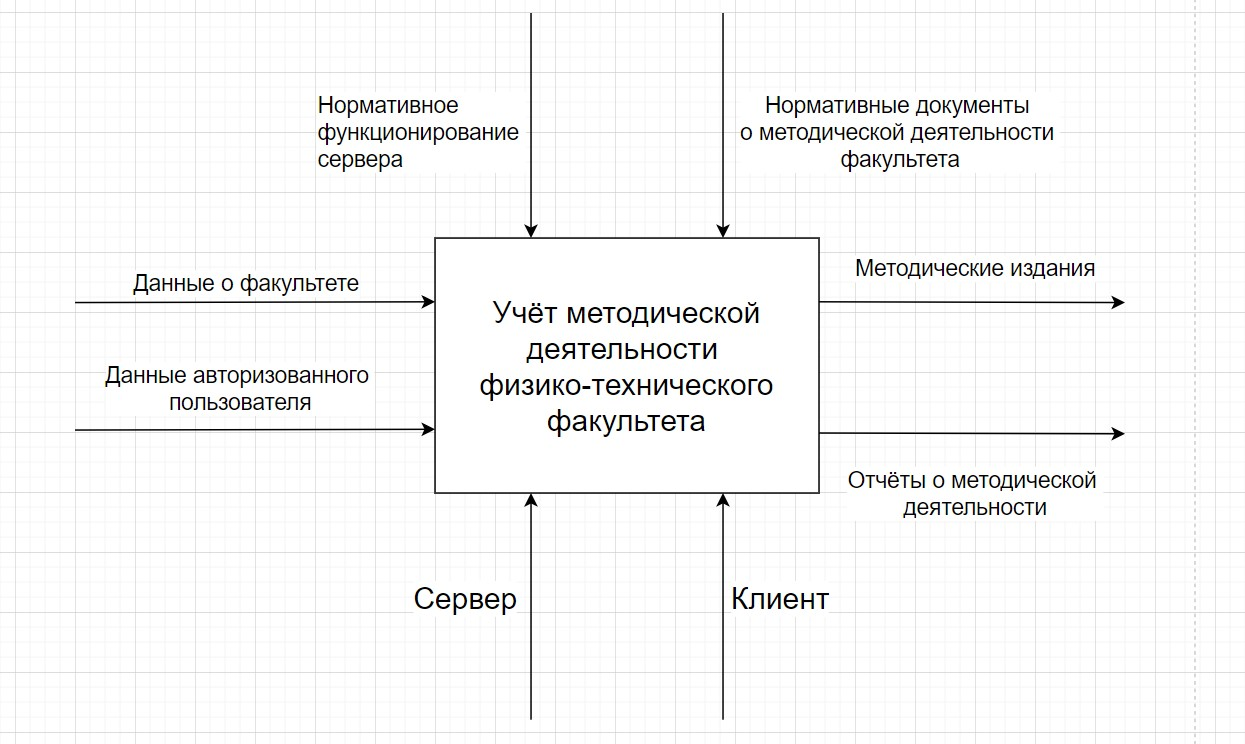 Нормативное
функционирование
сервера
Нормативные документы
о методической деятельности
факультета
Данные о факультете
Методические издания
Учёт методической
деятельности
физико-технического
факультета
Данные авторизованного
пользователя
Отчёты о методической
деятельности
Сервер
Клиент